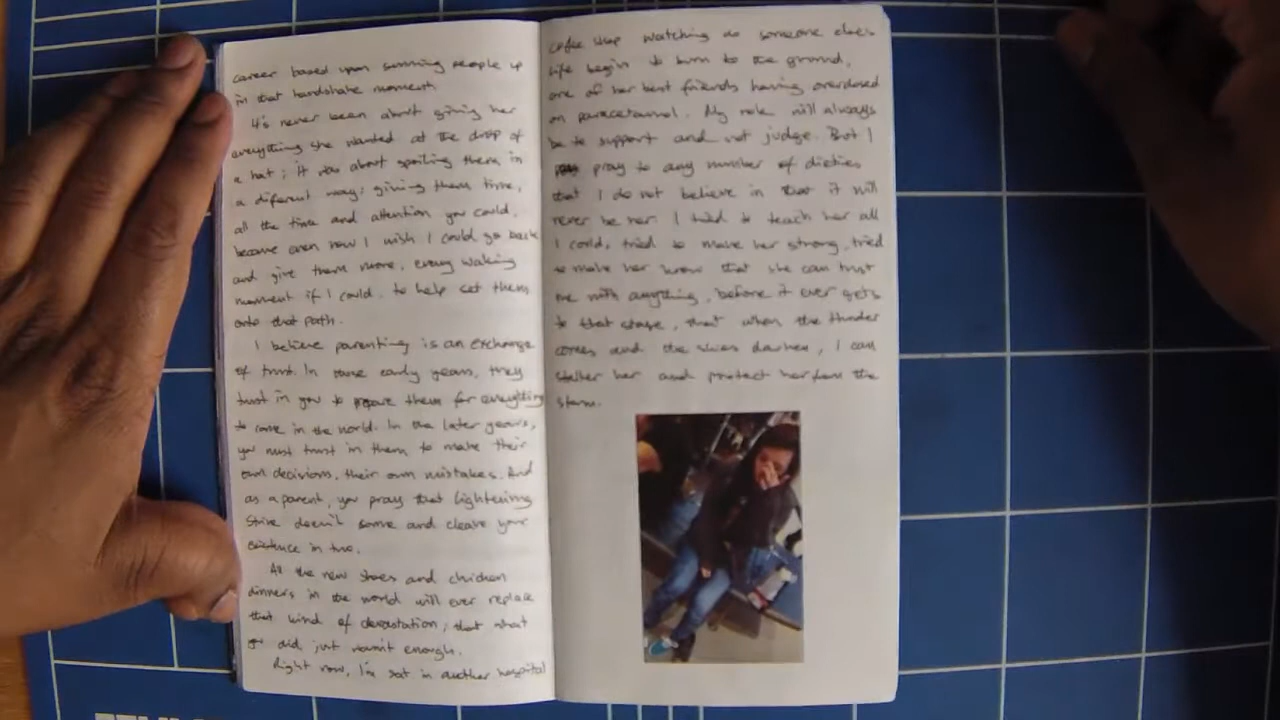 career based upon summing people up
in that handshake moment.
It's never been about giving her
everything she wanted at the drop of
a hat; It was about spoiling them in
a different way: giving them time,
all the time and attention you could,
because even now I wish I could go back
and give them more, every waking
moment if I could, to help set them
onto that path.
I believe parenting is an exchange
of trust. In those early years, they
trust in you to prepare them for everything
to come in the world. In the later years,
you must trust in them to make their
own decisions, their own mistakes. And
as a parent, you pray that lightening
strike doesn't come and cleave your
existence in two.
All the new shoes and chicken
dinners in the world will ever replace
that kind of devastation, that what
you did just wasn't enough.
Right now, I'm sat in another hospital
coffee shop watching as someone elses
life begin to burn to the ground,
one of her best friends having overdosed
on paracetamol. My role will always
be to support and not judge. But I
pray to any number of dieties
that I do not believe in that it will
never be her. I tried to teach her all
I could, tried to make her strong, tried
to make her know that she can trust
me with anything, before it ever gets
to that stage, that when the thunder
comes and the skies darken, I can
shelter her and protect her from the
storm.